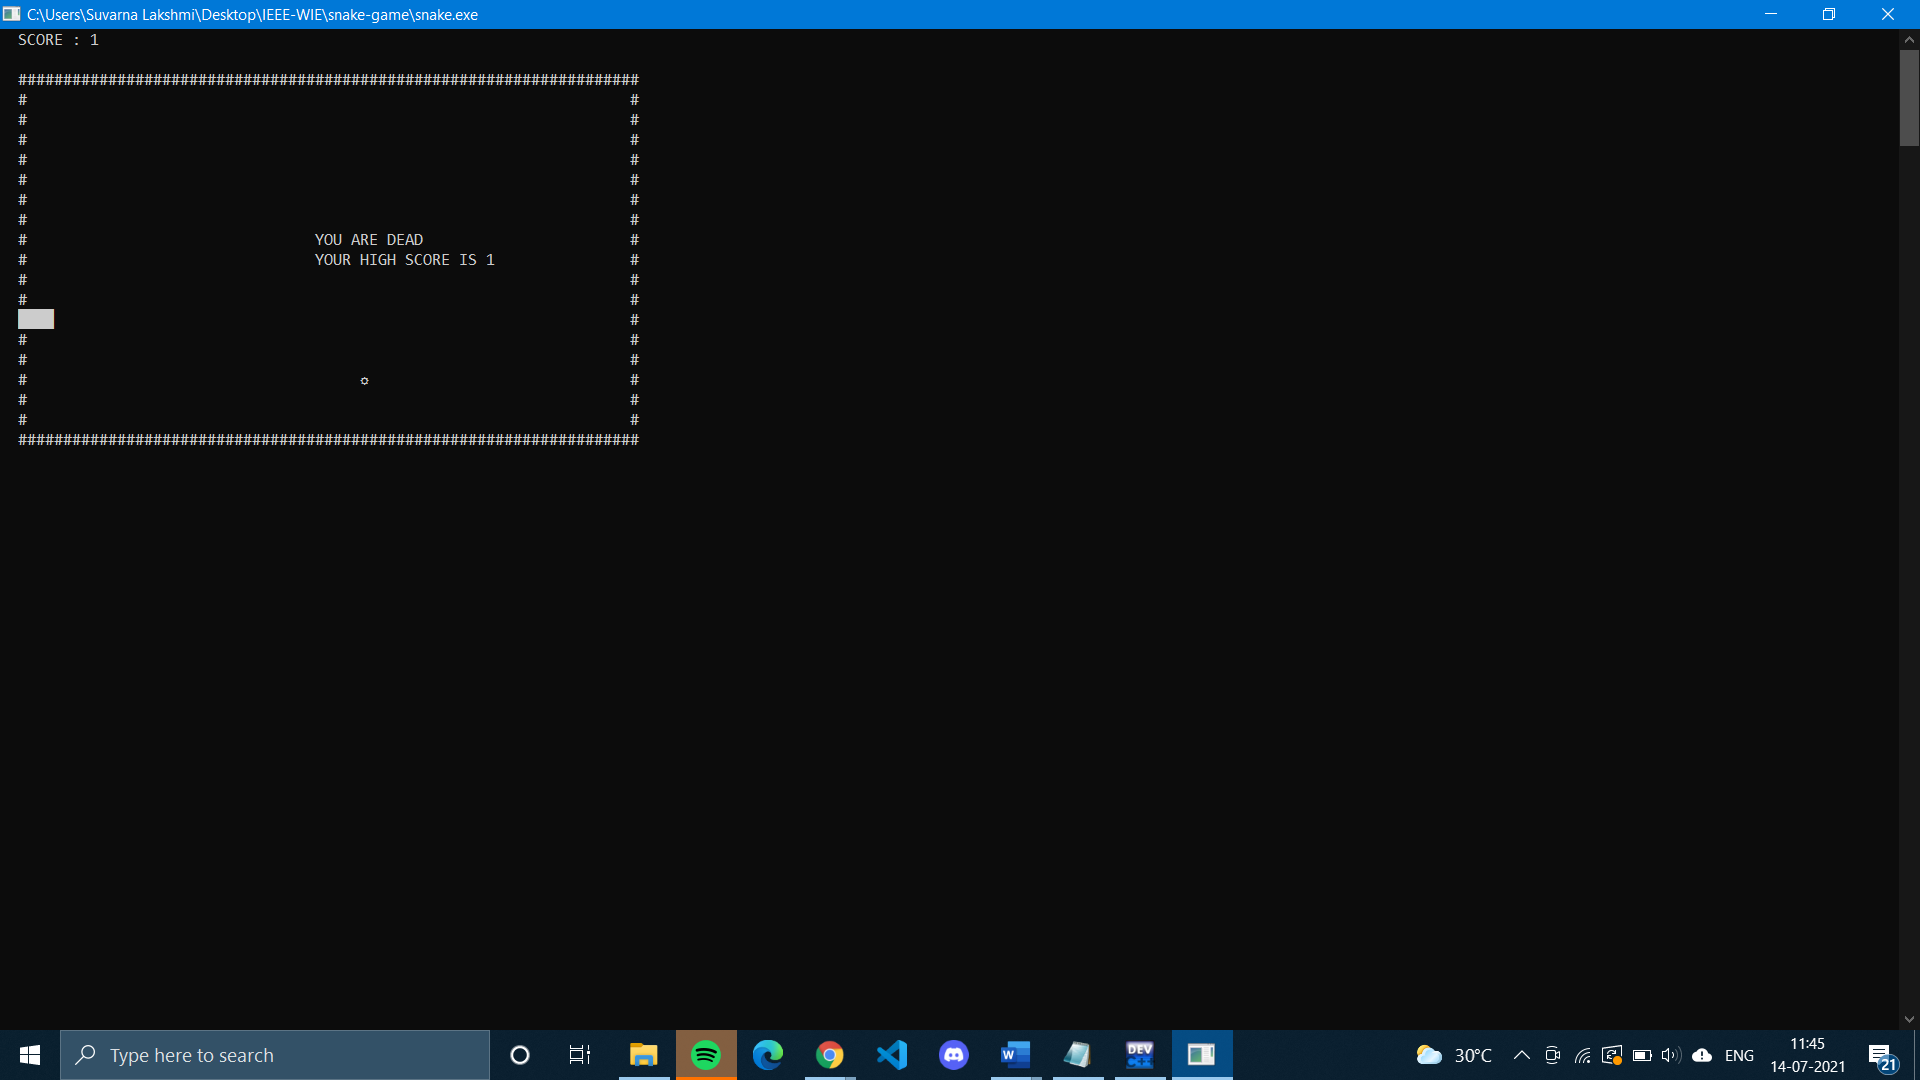 C:\Users\Suvarna Lakshmi\Desktop\IEEE-WIE\snake-game\snake.exe
SCORE : 1
#####################################################################
# #
# #
# #
# #
# #
# #
# #
# YOU ARE DEAD #
# YOUR HIGH SCORE IS 1 #
# #
# #
#
# #
# #
# ☼ #
# #
# #
#####################################################################
Type here to search
W
DEV
C++
30°C
ENG
11:45
14-07-2021
21